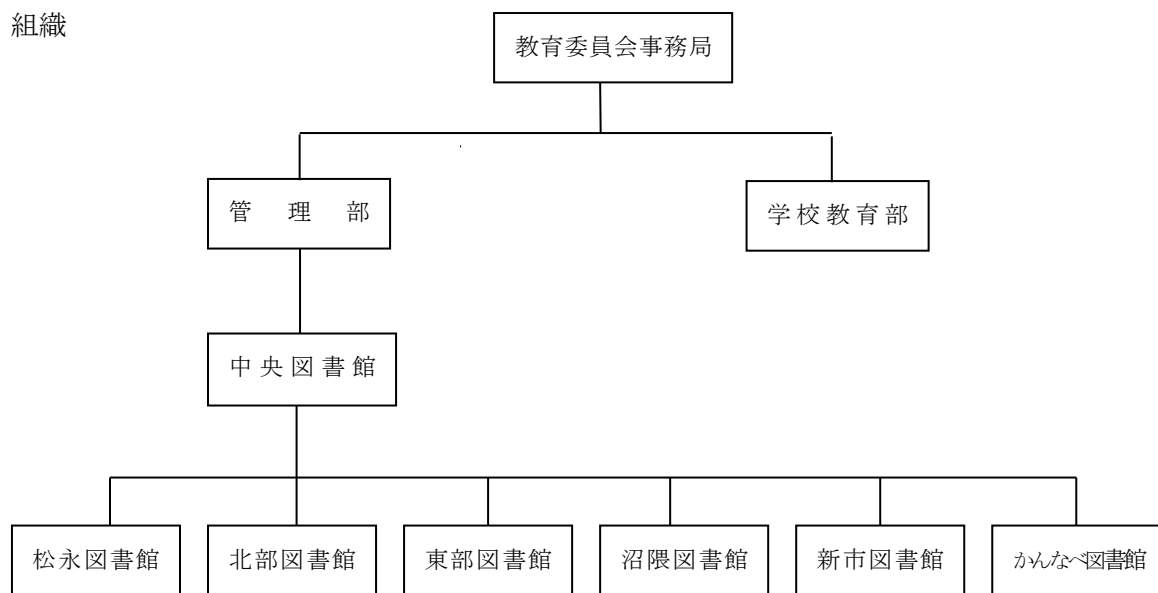 組織
教育委員会事務局
管理部
学校教育部
中央図書館
松永図書館
北部図書館
東部図書館
沼隈図書館
新市図書館
かんなべ図書館